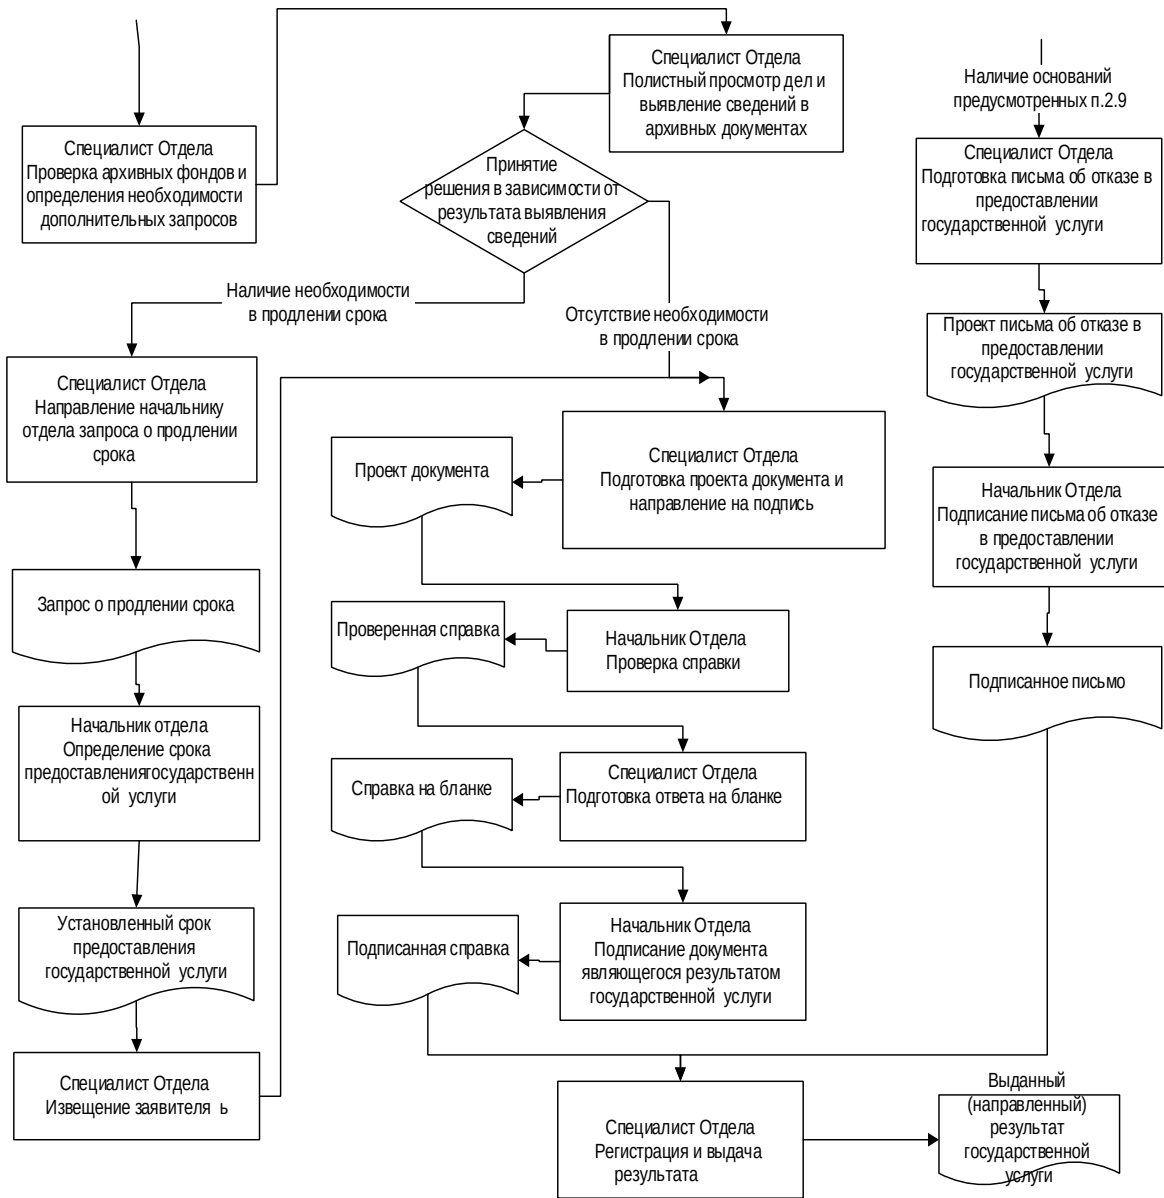 Специалист Отдела
Проверка архивных фондов и
определения необходимости
дополнительных запросов
Специалист Отдела
Полистный просмотр дел и
выявление сведений в
архивных документах
Принятие
решения в зависимости от
результата выявления
сведений
Наличие необходимости
в продлении срока
Отсутствие необходимости
в продлении срока
Специалист Отдела
Направление начальнику
отдела запроса о продлении
срока
Запрос о продлении срока
Начальник отдела
Определение срока
предоставлениягосударственн
ой услуги
Установленный срок
предоставления
государственной услуги
Специалист Отдела
Извещение заявителя ь
Специалист Отдела
Подготовка проекта документа и
направление на подпись
Проект документа
Начальник Отдела
Проверка справки
Проверенная справка
Специалист Отдела
Подготовка ответа на бланке
Справка на бланке
Начальник Отдела
Подписание документа
являющегося результатом
государственной услуги
Подписанная справка
Наличие оснований
предусмотренных п.2.9
Специалист Отдела
Подготовка письма об отказе в
предоставлении
государственной услуги
Проект письма об отказе в
предоставлении
государственной услуги
Начальник Отдела
Подписание письма об отказе
в предоставлении
государственной услуги
Подписанное письмо
Специалист Отдела
Регистрация и выдача
результата
Выданный
(направленный)
результат
государственной
услуги